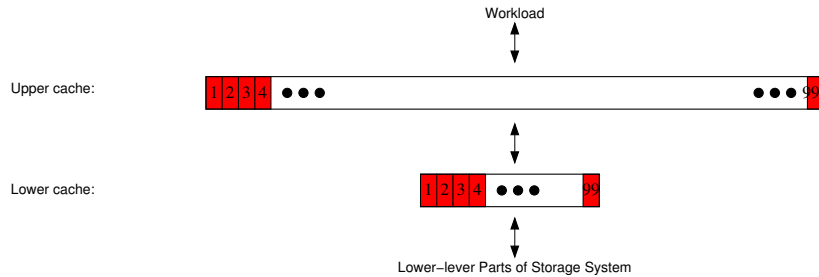 Workload
Upper cache: 1 2 3 4 ●●● ●●● 99
Lower cache: 1 2 3 4 ●●● 99
Lower−lever Parts of Storage System